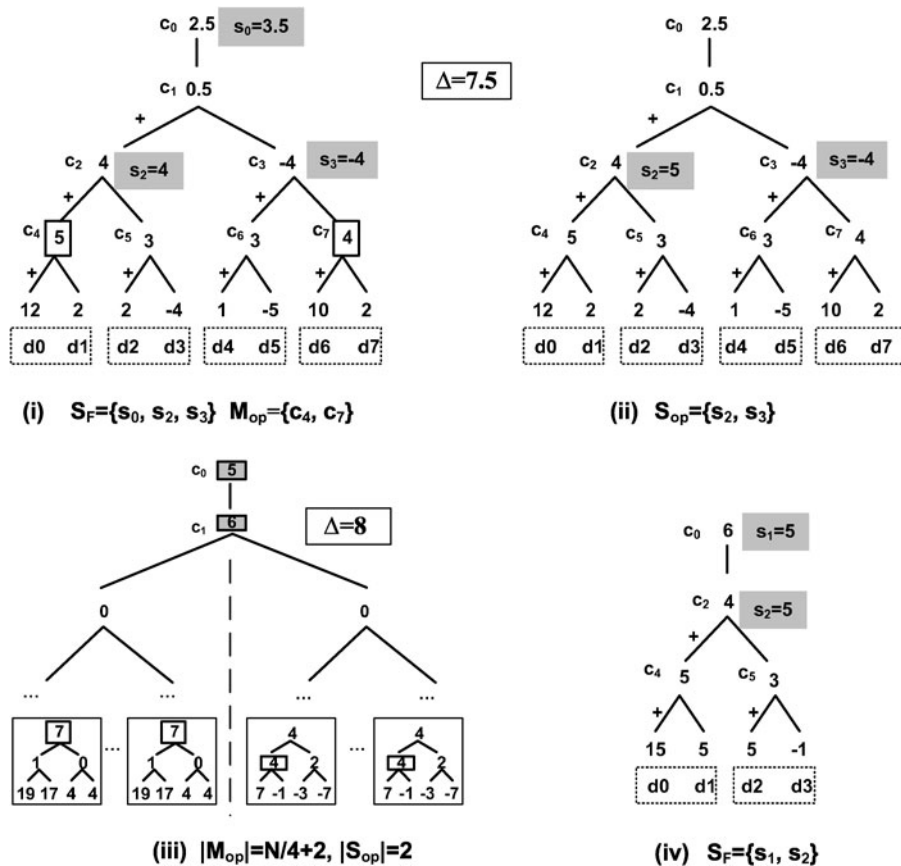 c0 2.5 s0=3.5
c1 0.5
+
c2 4 s2=4 c3 -4 s3=-4
+ +
c4 5 c5 3 c6 3 c7 4
+ + + +
12 2 2 -4 1 -5 10 2
d0 d1 d2 d3 d4 d5 d6 d7
(i) SF={s0, s2, s3} Mop={c4, c7}
Δ=7.5
c0 2.5
c1 0.5
+
c2 4 s2=5 c3 -4 s3=-4
+ +
c4 5 c5 3 c6 3 c7 4
+ + + +
12 2 2 -4 1 -5 10 2
d0 d1 d2 d3 d4 d5 d6 d7
(ii) Sop={s2, s3}
c0 5
c1 6
Δ=8
0 0
... ... ... ...
7 ... 7 4 ... 4
1 0 1 0 4 2 4 2
19 17 4 4 19 17 4 4 7 -1 -3 -7 7 -1 -3 -7
(iii) |Mop|=N/4+2, |Sop|=2
c0 6 s1=5
c2 4 s2=5
+
c4 5 c5 3
+ +
15 5 5 -1
d0 d1 d2 d3
(iv) SF={s1, s2}